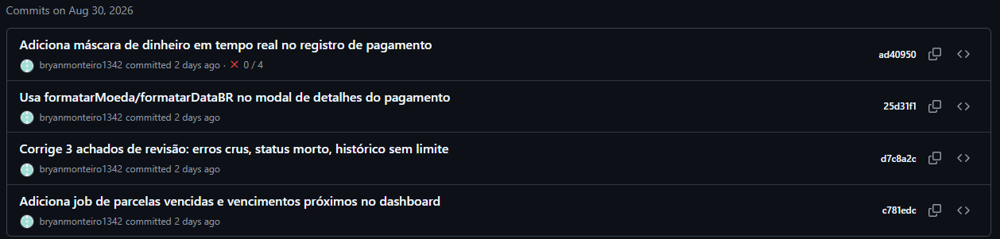 Commits on Aug 30, 2026
Adiciona máscara de dinheiro em tempo real no registro de pagamento
ad40950
bryanmonteiro1342 committed 2 days ago · 0 / 4
Usa formatarMoeda/formatarDataBR no modal de detalhes do pagamento
25d31f1
bryanmonteiro1342 committed 2 days ago
Corrige 3 achados de revisão: erros crus, status morto, histórico sem limite
d7c8a2c
bryanmonteiro1342 committed 2 days ago
Adiciona job de parcelas vencidas e vencimentos próximos no dashboard
c781edc
bryanmonteiro1342 committed 2 days ago